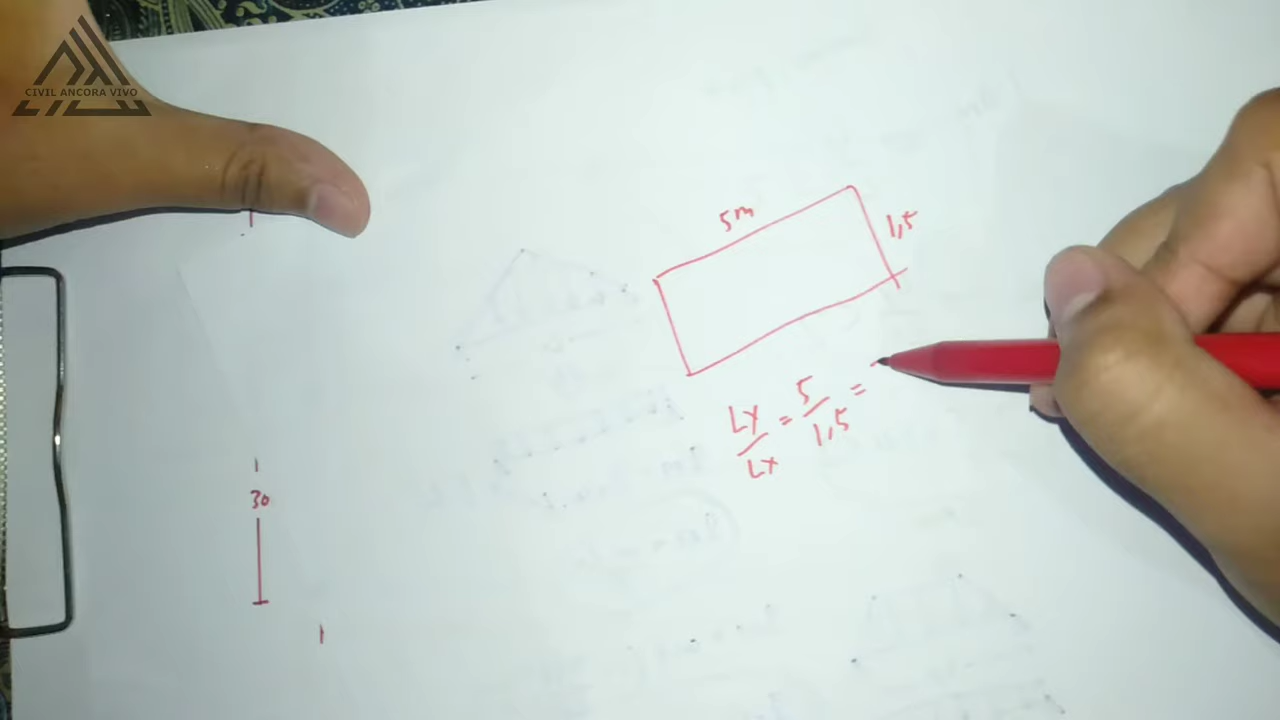 CIVIL ANCORA VIVO
5m
1,5
Ly/Lx = 5/1,5 =
30